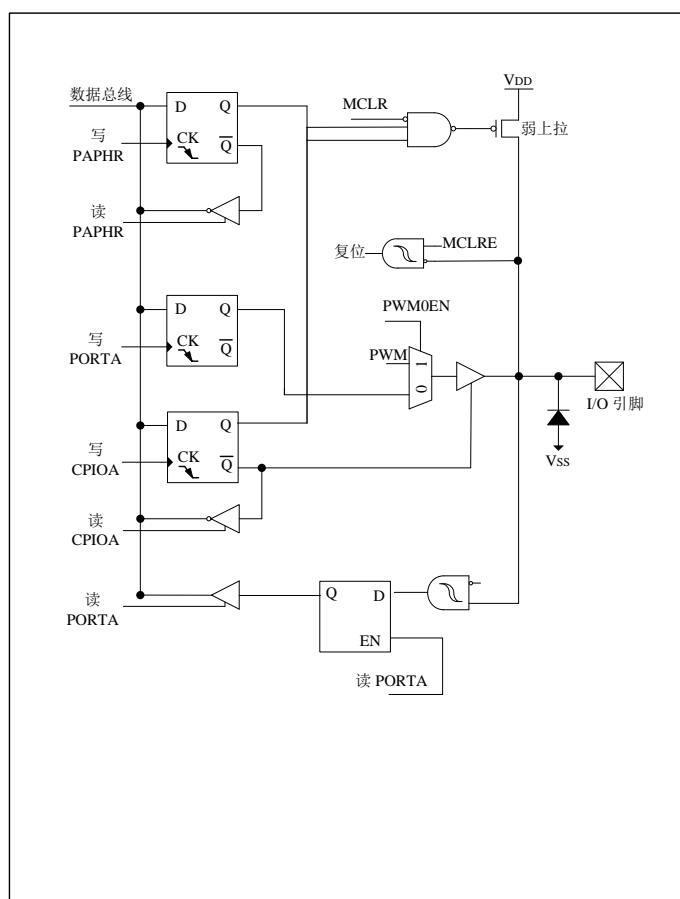 数据总线
D
Q
写
PAPHR
CK
Q
读
PAPHR
MCLR
VDD
弱上拉
复位
MCLRE
D
Q
写
PORTA
CK
Q
PWM0EN
PWM
1
0
I/O 引脚
VSS
D
Q
写
CPIOA
CK
Q
读
CPIOA
读
PORTA
Q
D
EN
读 PORTA